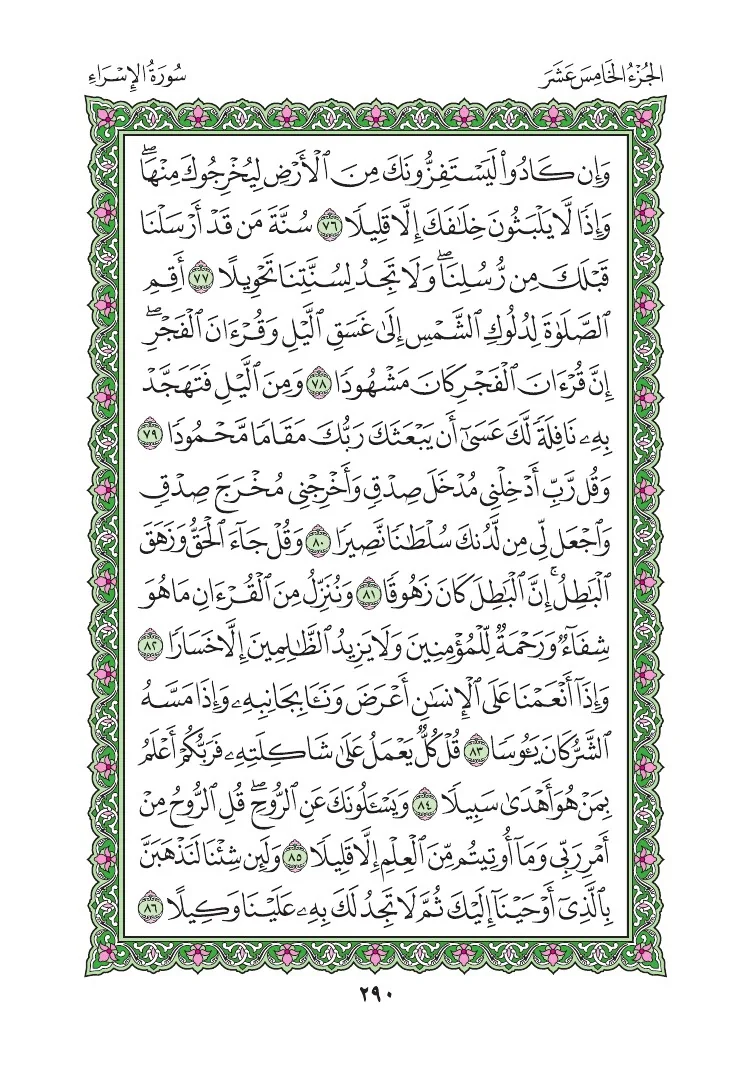 الجُزْءُ الخَامِسَ عَشَرَ
سُورَةُ الإِسْرَاءِ
وَإِن كَادُواْ لَيَسۡتَفِزُّونَكَ مِنَ ٱلۡأَرۡضِ لِيُخۡرِجُوكَ مِنۡهَاۖ
وَإِذٗا لَّا يَلۡبَثُونَ خِلَٰفَكَ إِلَّا قَلِيلٗا ٧٦ سُنَّةَ مَن قَدۡ أَرۡسَلۡنَا
قَبۡلَكَ مِن رُّسُلِنَاۖ وَلَا تَجِدُ لِسُنَّتِنَا تَحۡوِيلًا ٧٧ أَقِمِ
ٱلصَّلَوٰةَ لِدُلُوكِ ٱلشَّمۡسِ إِلَىٰ غَسَقِ ٱلَّيۡلِ وَقُرۡءَانَ ٱلۡفَجۡرِۖ
إِنَّ قُرۡءَانَ ٱلۡفَجۡرِ كَانَ مَشۡهُودٗا ٧٨ وَمِنَ ٱلَّيۡلِ فَتَهَجَّدۡ
بِهِۦ نَافِلَةٗ لَّكَ عَسَىٰٓ أَن يَبۡعَثَكَ رَبُّكَ مَقَامٗا مَّحۡمُودٗا ٧٩
وَقُل رَّبِّ أَدۡخِلۡنِي مُدۡخَلَ صِدۡقٖ وَأَخۡرِجۡنِي مُخۡرَجَ صِدۡقٖ
وَٱجۡعَل لِّي مِن لَّدُنكَ سُلۡطَٰنٗا نَّصِيرٗا ٨٠ وَقُلۡ جَآءَ ٱلۡحَقُّ وَزَهَقَ
ٱلۡبَٰطِلُۚ إِنَّ ٱلۡبَٰطِلَ كَانَ زَهُوقٗا ٨١ وَنُنَزِّلُ مِنَ ٱلۡقُرۡءَانِ مَا هُوَ
شِفَآءٞ وَرَحۡمَةٞ لِّلۡمُؤۡمِنِينَ وَلَا يَزِيدُ ٱلظَّٰلِمِينَ إِلَّا خَسَارٗا ٨٢
وَإِذَآ أَنۡعَمۡنَا عَلَى ٱلۡإِنسَٰنِ أَعۡرَضَ وَنَـَٔا بِجَانِبِهِۦ وَإِذَا مَسَّهُ
ٱلشَّرُّ كَانَ يَـُٔوسٗا ٨٣ قُلۡ كُلّٞ يَعۡمَلُ عَلَىٰ شَاكِلَتِهِۦ فَرَبُّكُمۡ أَعۡلَمُ
بِمَنۡ هُوَ أَهۡدَىٰ سَبِيلٗا ٨٤ وَيَسۡـَٔلُونَكَ عَنِ ٱلرُّوحِۖ قُلِ ٱلرُّوحُ مِنۡ
أَمۡرِ رَبِّي وَمَآ أُوتِيتُم مِّنَ ٱلۡعِلۡمِ إِلَّا قَلِيلٗا ٨٥ وَلَئِن شِئۡنَا لَنَذۡهَبَنَّ
بِٱلَّذِيٓ أَوۡحَيۡنَآ إِلَيۡكَ ثُمَّ لَا تَجِدُ لَكَ بِهِۦ عَلَيۡنَا وَكِيلًا ٨٦
٢٩٠